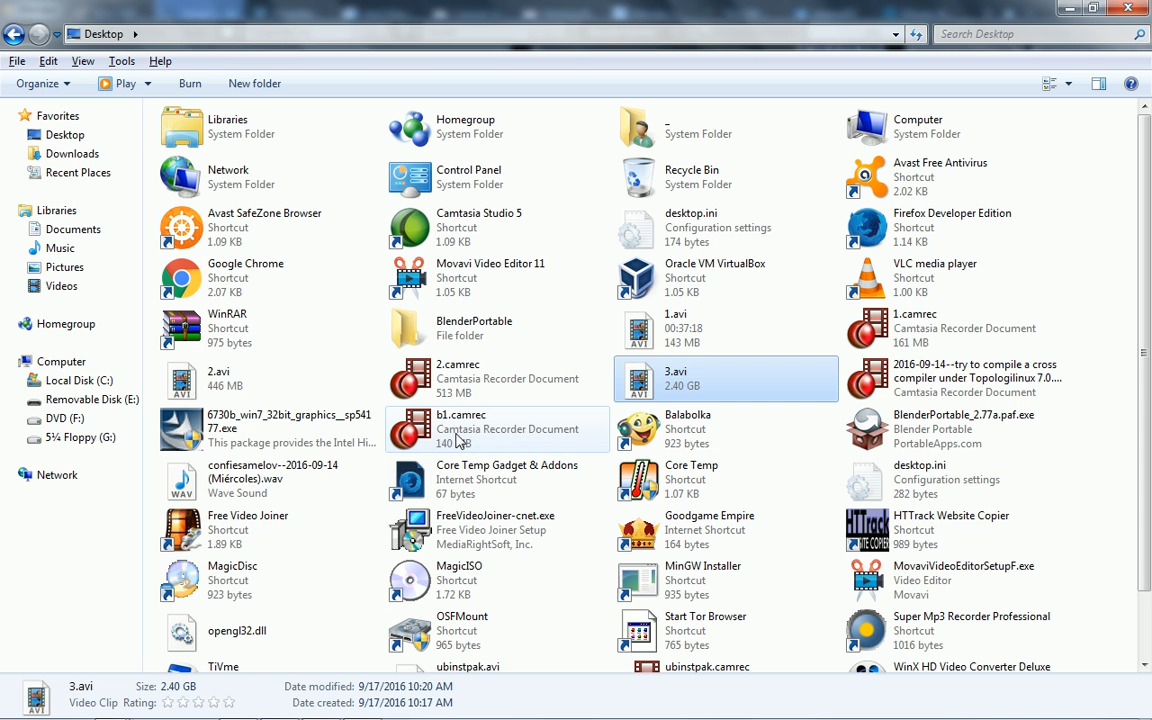 Desktop
Search Desktop
File Edit View Tools Help
Organize Play Burn New folder
Favorites
Desktop
Downloads
Recent Places
Libraries
Documents
Music
Pictures
Videos
Homegroup
Computer
Local Disk (C:)
Removable Disk (E:)
DVD (F:)
5¼ Floppy (G:)
Network
Libraries
System Folder
Homegroup
System Folder
_
System Folder
Computer
System Folder
Network
System Folder
Control Panel
System Folder
Recycle Bin
System Folder
Avast Free Antivirus
Shortcut
2.02 KB
Avast SafeZone Browser
Shortcut
1.09 KB
Camtasia Studio 5
Shortcut
1.09 KB
desktop.ini
Configuration settings
174 bytes
Firefox Developer Edition
Shortcut
1.14 KB
Google Chrome
Shortcut
2.07 KB
Movavi Video Editor 11
Shortcut
1.05 KB
Oracle VM VirtualBox
Shortcut
1.05 KB
VLC media player
Shortcut
1.00 KB
WinRAR
Shortcut
975 bytes
BlenderPortable
File folder
1.avi
00:37:18
143 MB
1.camrec
Camtasia Recorder Document
161 MB
2.avi
446 MB
2.camrec
Camtasia Recorder Document
513 MB
3.avi
2.40 GB
2016-09-14--try to compile a cross
compiler under Topologilinux 7.0....
Camtasia Recorder Document
6730b_win7_32bit_graphics_sp541
77.exe
This package provides the Intel Hi...
b1.camrec
Camtasia Recorder Document
Balabolka
Shortcut
923 bytes
BlenderPortable_2.77a.paf.exe
Blender Portable
PortableApps.com
confiesamelov--2016-09-14
(Miércoles).wav
Wave Sound
Core Temp Gadget & Addons
Internet Shortcut
67 bytes
Core Temp
Shortcut
1.07 KB
desktop.ini
Configuration settings
282 bytes
Free Video Joiner
Shortcut
1.89 KB
FreeVideoJoiner-cnet.exe
Free Video Joiner Setup
MediaRightSoft, Inc.
Goodgame Empire
Internet Shortcut
164 bytes
HTTrack Website Copier
Shortcut
989 bytes
MagicDisc
Shortcut
923 bytes
MagicISO
Shortcut
1.72 KB
MinGW Installer
Shortcut
935 bytes
MovaviVideoEditorSetupF.exe
Video Editor
Movavi
opengl32.dll
OSFMount
Shortcut
965 bytes
Start Tor Browser
Shortcut
765 bytes
Super Mp3 Recorder Professional
Shortcut
1016 bytes
TiVme
ubinstpak.avi
ubinstpak.camrec
WinX HD Video Converter Deluxe
3.avi Size: 2.40 GB Date modified: 9/17/2016 10:20 AM
Video Clip Rating: Date created: 9/17/2016 10:17 AM